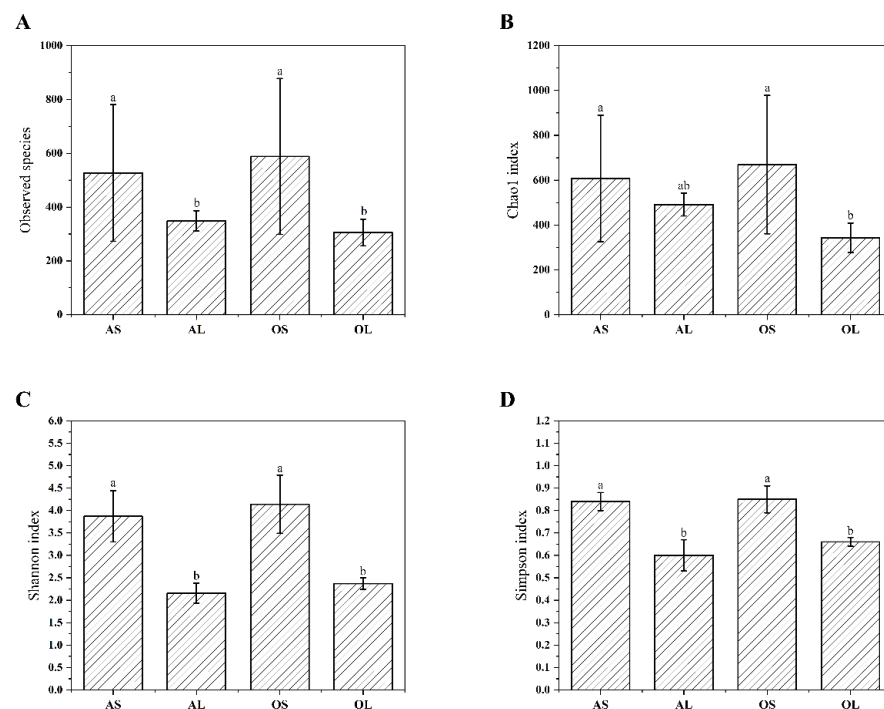 A
Observed species
1000
800
600
400
200
0
a
b
a
b
AS AL OS OL
B
Chao1 index
1200
1000
800
600
400
200
0
a
ab
a
b
AS AL OS OL
C
Shannon index
6.0
5.5
5.0
4.5
4.0
3.5
3.0
2.5
2.0
1.5
1.0
0.5
0.0
a
b
a
b
AS AL OS OL
D
Simpson index
1.2
1.1
1.0
0.9
0.8
0.7
0.6
0.5
0.4
0.3
0.2
0.1
0.0
a
b
a
b
AS AL OS OL